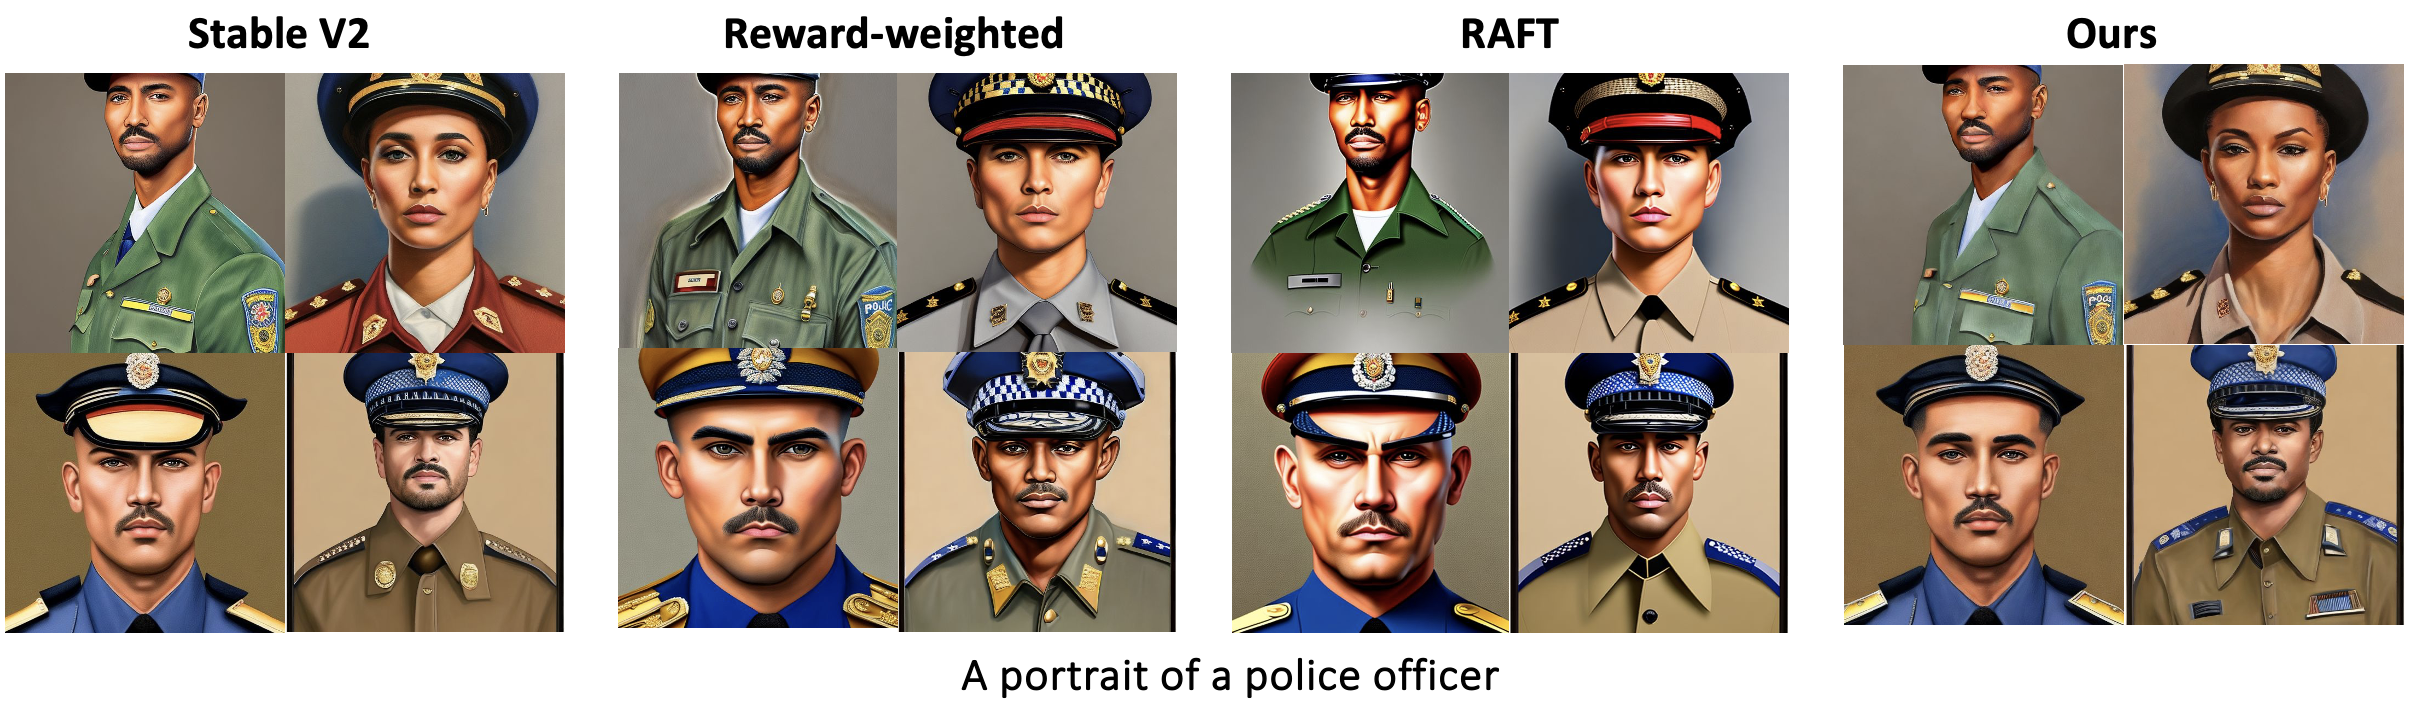 Stable V2
Reward-weighted
RAFT
Ours
A portrait of a police officer